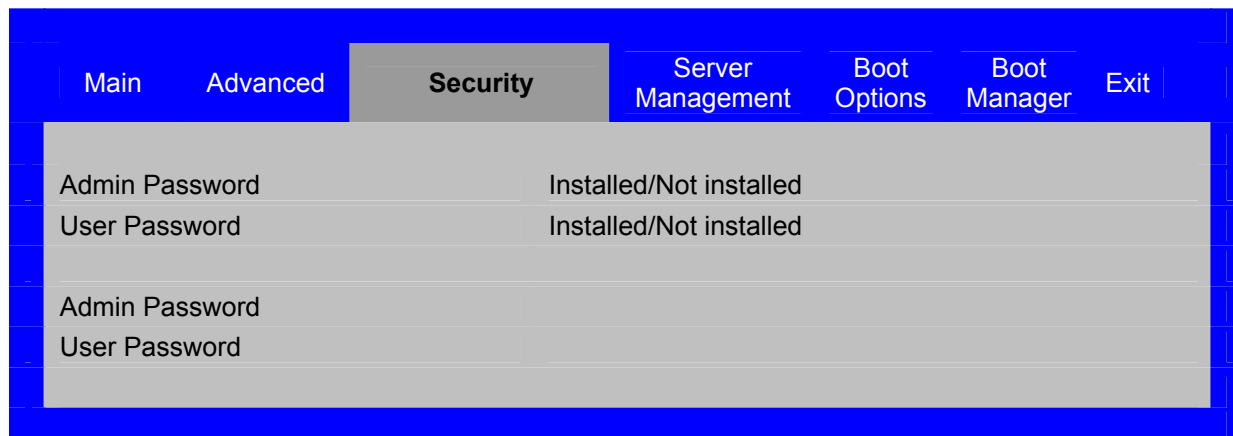 Main Advanced Security Server Management Boot Options Boot Manager Exit
Admin Password Installed/Not installed
User Password Installed/Not installed
Admin Password
User Password